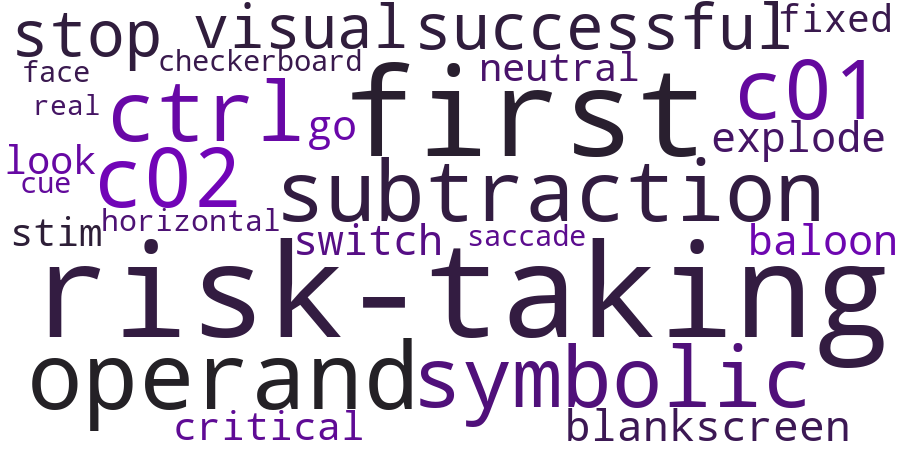 stop
visual
successful
fixed
checkerboard
face
neutral
first
c01
real
ctrl
go
explode
look
c02
cue
subtraction
stim
horizontal
switch
saccade
baloon
risk-taking
operand
symbolic
critical
blankscreen